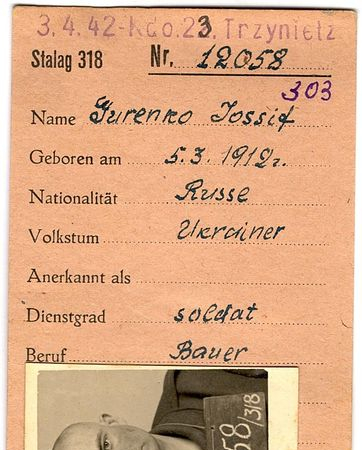 3.4.42-Kdo.23.Trzynietz
Stalag 318 Nr. 12058
303
Name Gurenko Iossif
Geboren am 5.3.1912г.
Nationalität Russe
Volkstum Ukrainer
Anerkannt als
Dienstgrad soldat
Beruf Bauer
58/318